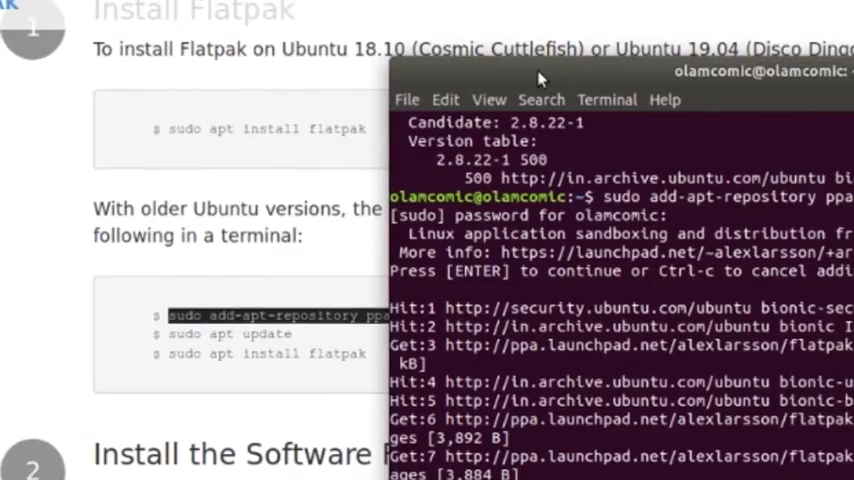 AK
1
Install Flatpak
To install Flatpak on Ubuntu 18.10 (Cosmic Cuttlefish) or Ubuntu 19.04 (Disco Dingo
$ sudo apt install flatpak
With older Ubuntu versions, the
following in a terminal:
$ sudo add-apt-repository ppa
$ sudo apt update
$ sudo apt install flatpak
2
Install the Software F
olamcomic@olamcomic: ~
File Edit View Search Terminal Help
Candidate: 2.8.22-1
Version table:
2.8.22-1 500
500 http://in.archive.ubuntu.com/ubuntu bi
olamcomic@olamcomic:~$ sudo add-apt-repository ppa
[sudo] password for olamcomic:
Linux application sandboxing and distribution fr
More info: https://launchpad.net/~alexlarsson/+ar
Press [ENTER] to continue or Ctrl-c to cancel addi
Hit:1 http://security.ubuntu.com/ubuntu bionic-sec
Hit:2 http://in.archive.ubuntu.com/ubuntu bionic I
Get:3 http://ppa.launchpad.net/alexlarsson/flatpak
kB]
Hit:4 http://in.archive.ubuntu.com/ubuntu bionic-u
Hit:5 http://in.archive.ubuntu.com/ubuntu bionic-b
Get:6 http://ppa.launchpad.net/alexlarsson/flatpak
ges [3,892 B]
Get:7 http://ppa.launchpad.net/alexlarsson/flatpak
ages [3,884 B]